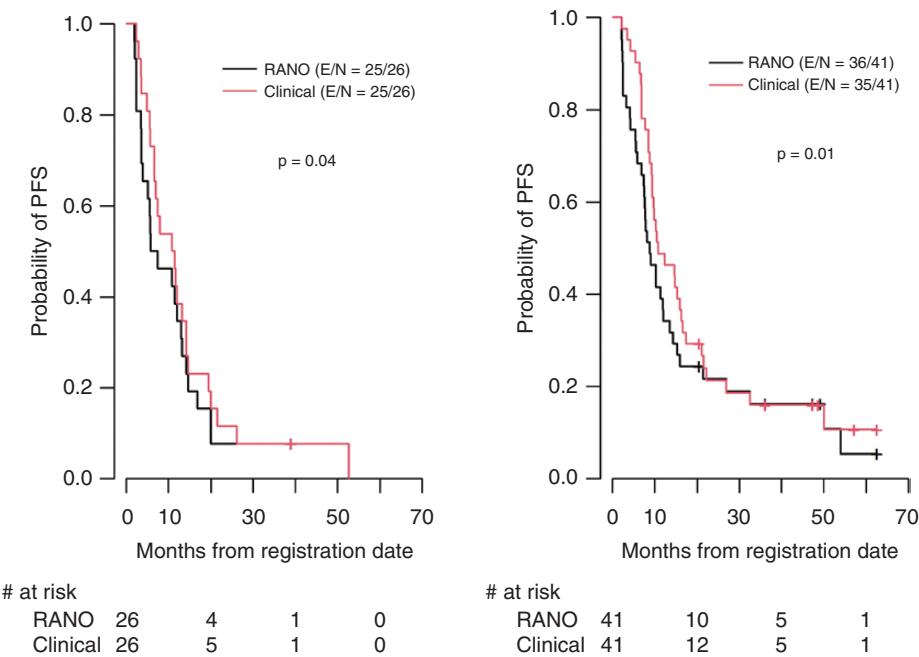 1.0
0.8
0.6
0.4
0.2
0.0
Probability of PFS
RANO (E/N = 25/26)
Clinical (E/N = 25/26)
p = 0.04
0 10 30 50 70
Months from registration date
# at risk
RANO 26 4 1 0
Clinical 26 5 1 0
1.0
0.8
0.6
0.4
0.2
0.0
Probability of PFS
RANO (E/N = 36/41)
Clinical (E/N = 35/41)
p = 0.01
0 10 30 50 70
Months from registration date
# at risk
RANO 41 10 5 1
Clinical 41 12 5 1